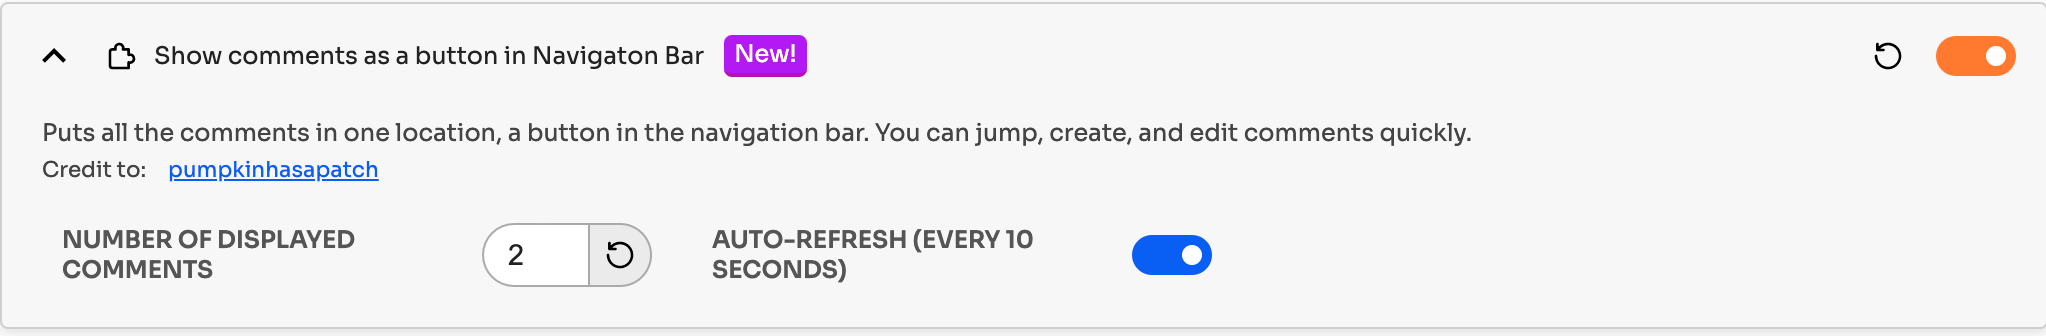 Show comments as a button in Navigaton Bar New!
Puts all the comments in one location, a button in the navigation bar. You can jump, create, and edit comments quickly.
Credit to: pumpkinhasapatch
NUMBER OF DISPLAYED
COMMENTS
2
AUTO-REFRESH (EVERY 10
SECONDS)